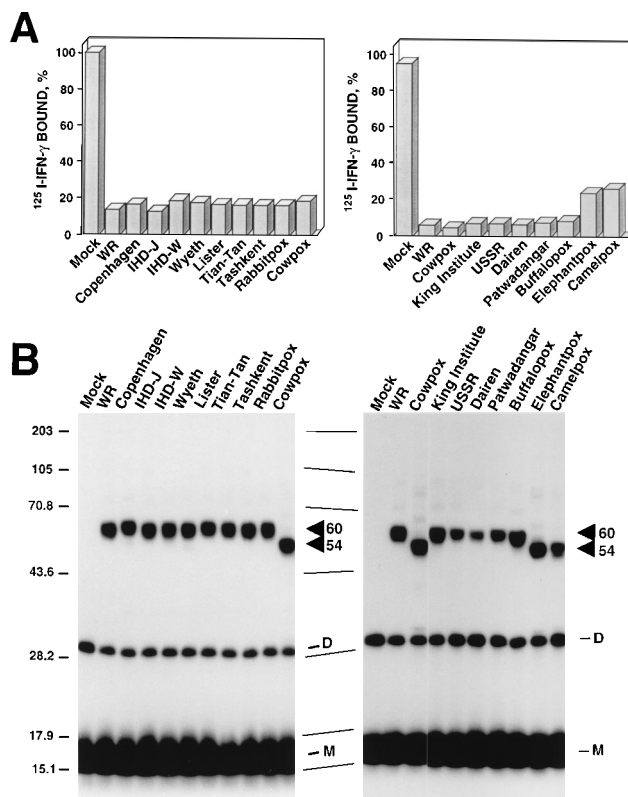 A
125 I-IFN-γ BOUND, %
100
80
60
40
20
0
Mock
WR
Copenhagen
IHD-J
IHD-W
Wyeth
Lister
Tian-Tan
Tashkent
Rabbitpox
Cowpox
125 I-IFN-γ BOUND, %
100
80
60
40
20
0
Mock
WR
Cowpox
King Institute
USSR
Dairen
Patwadangar
Buffalopox
Elephantpox
Camelpox
B
Mock
WR
Copenhagen
IHD-J
IHD-W
Wyeth
Lister
Tian-Tan
Tashkent
Rabbitpox
Cowpox
Mock
WR
Cowpox
King Institute
USSR
Dairen
Patwadangar
Buffalopox
Elephantpox
Camelpox
203
105
70.8
43.6
28.2
17.9
15.1
60
54
D
M
60
54
D
M